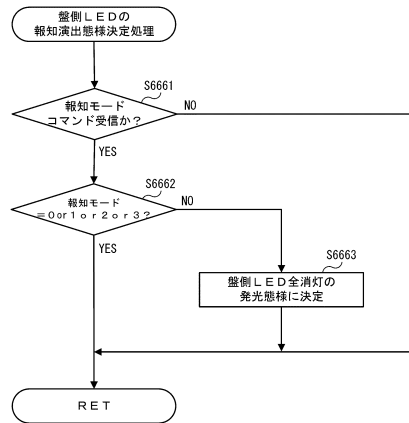 盤側ＬＥＤの
報知演出態様決定処理
S6661
報知モード
コマンド受信か？
NO
YES
S6662
報知モード
＝０or１ｏｒ２ｏｒ３？
NO
YES
S6663
盤側ＬＥＤ全消灯の
発光態様に決定
ＲＥＴ